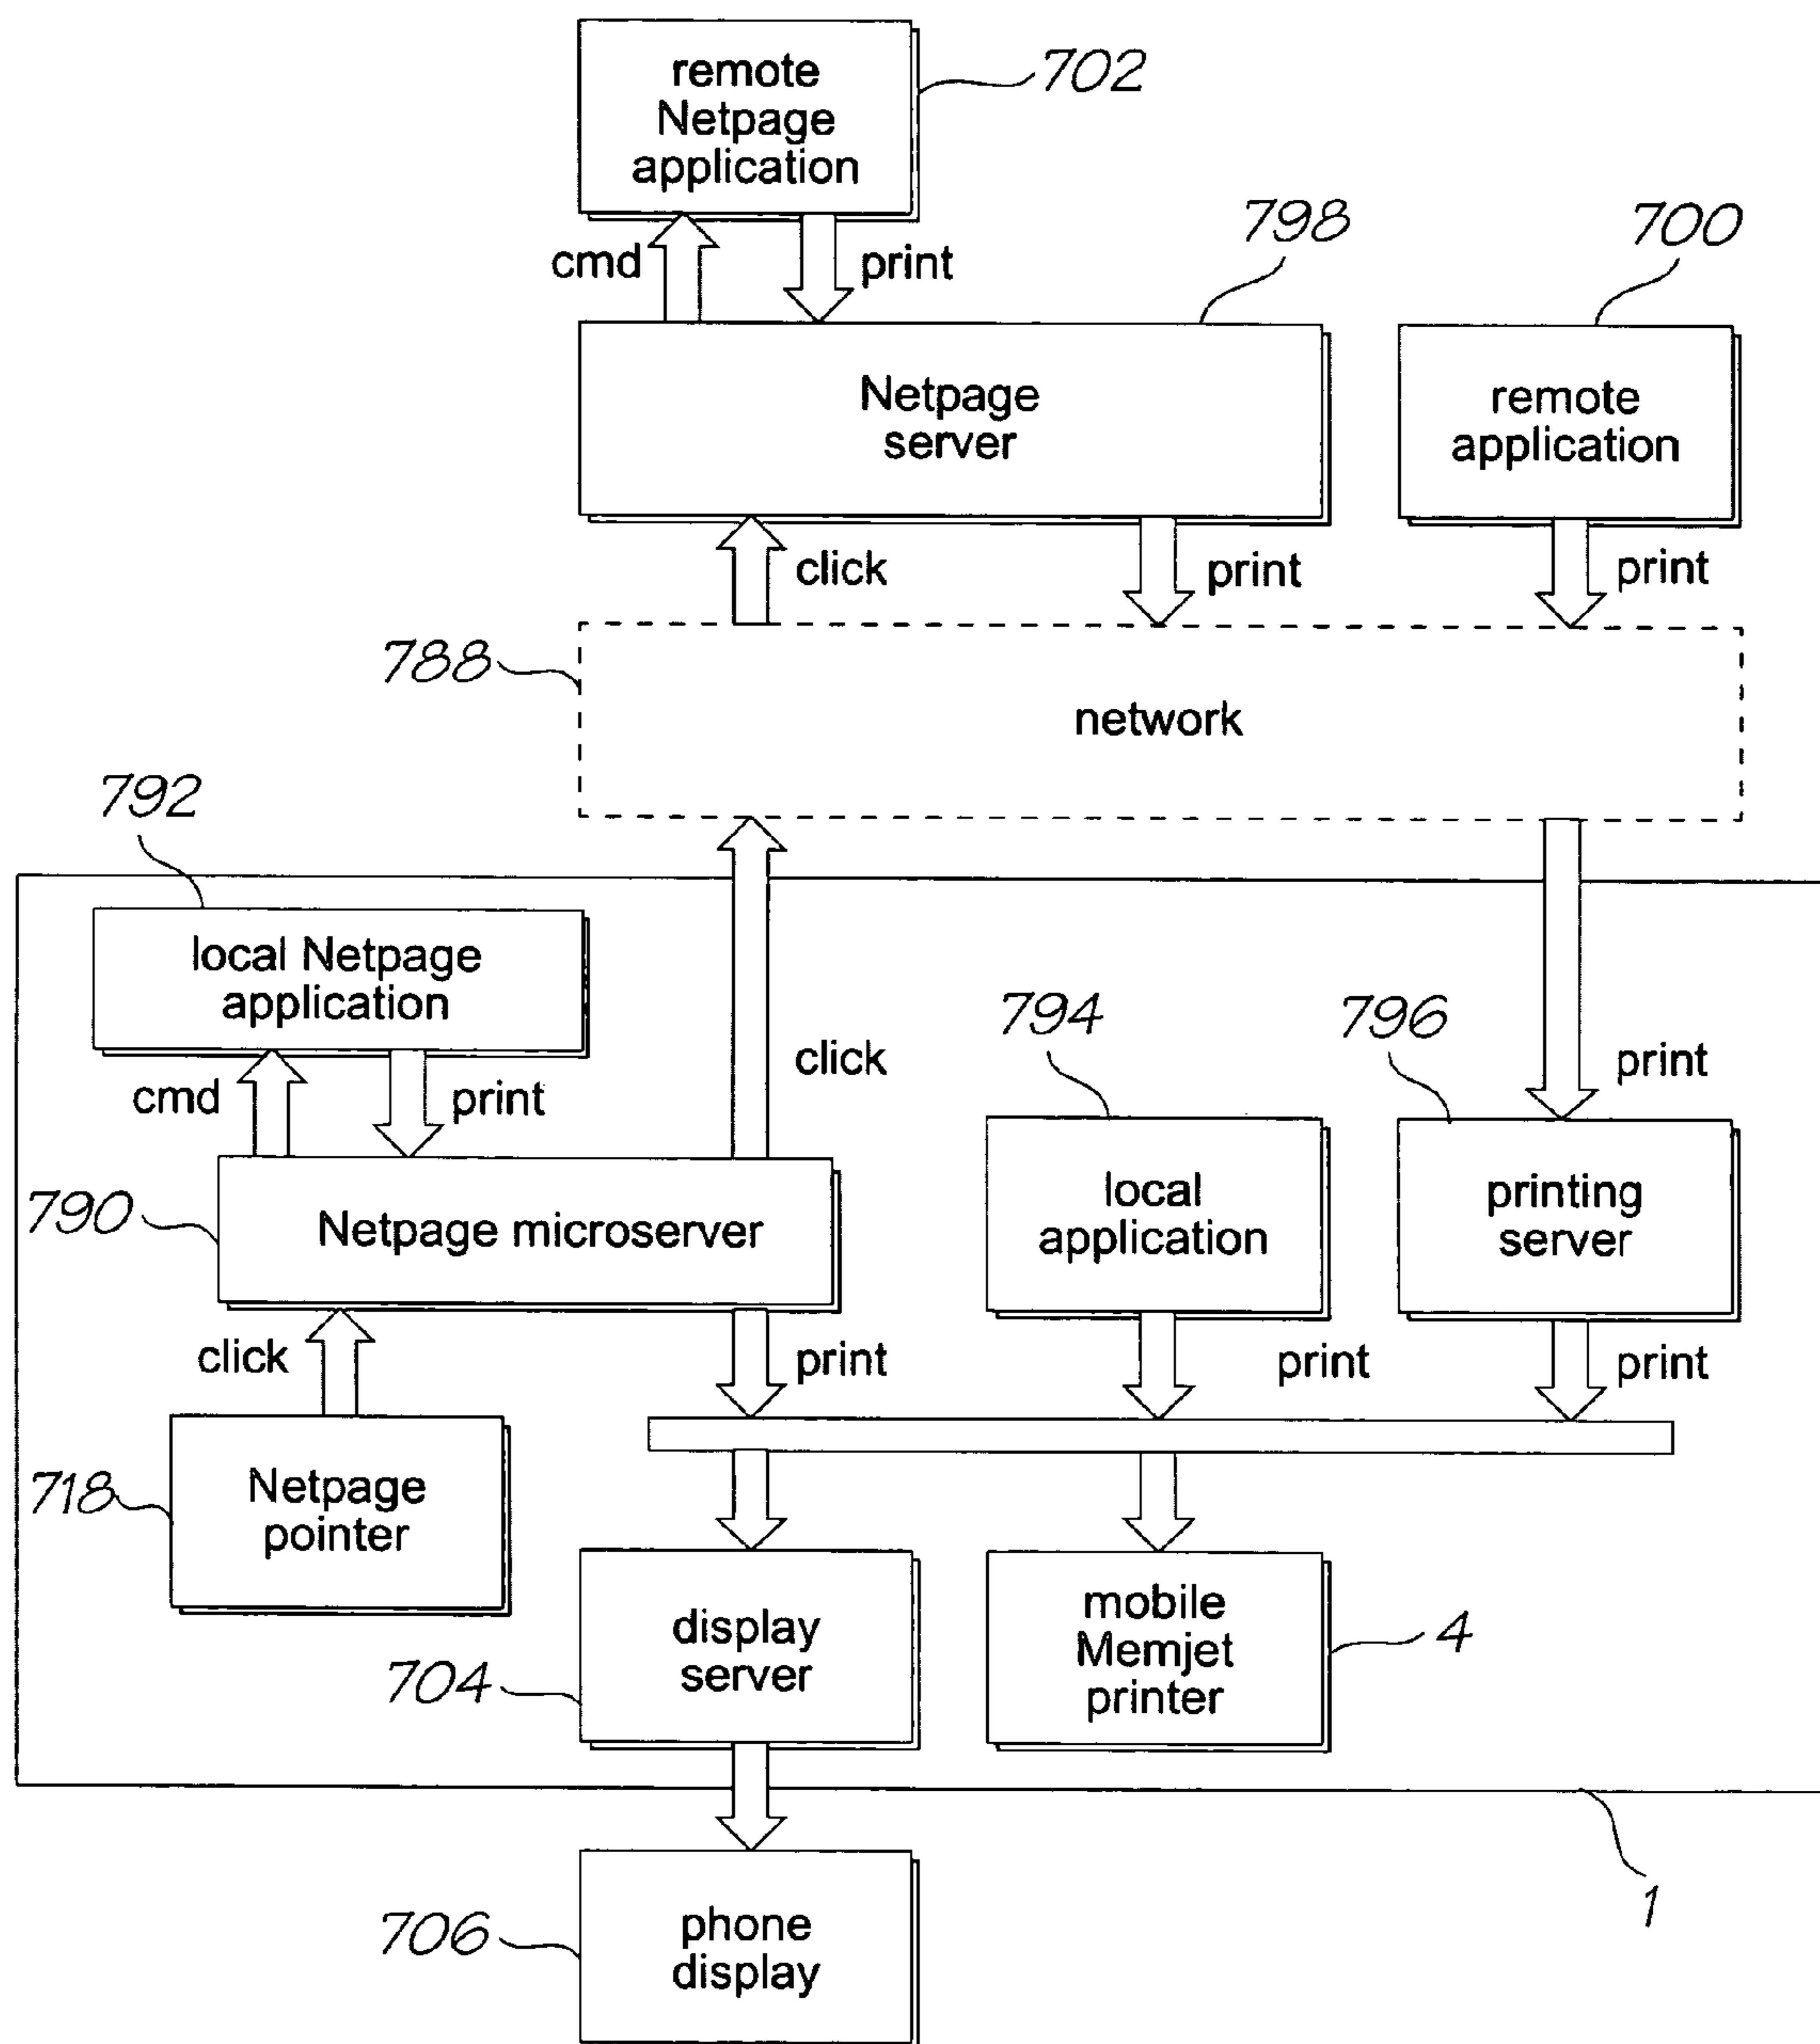 remote
Netpage
application
702
cmd
print
798
700
Netpage
server
remote
application
click
print
print
788
network
792
local Netpage
application
794
796
click
print
cmd
print
790
Netpage microserver
local
application
printing
server
click
print
print
print
718
Netpage
pointer
display
server
704
mobile
Memjet
printer
4
1
706
phone
display